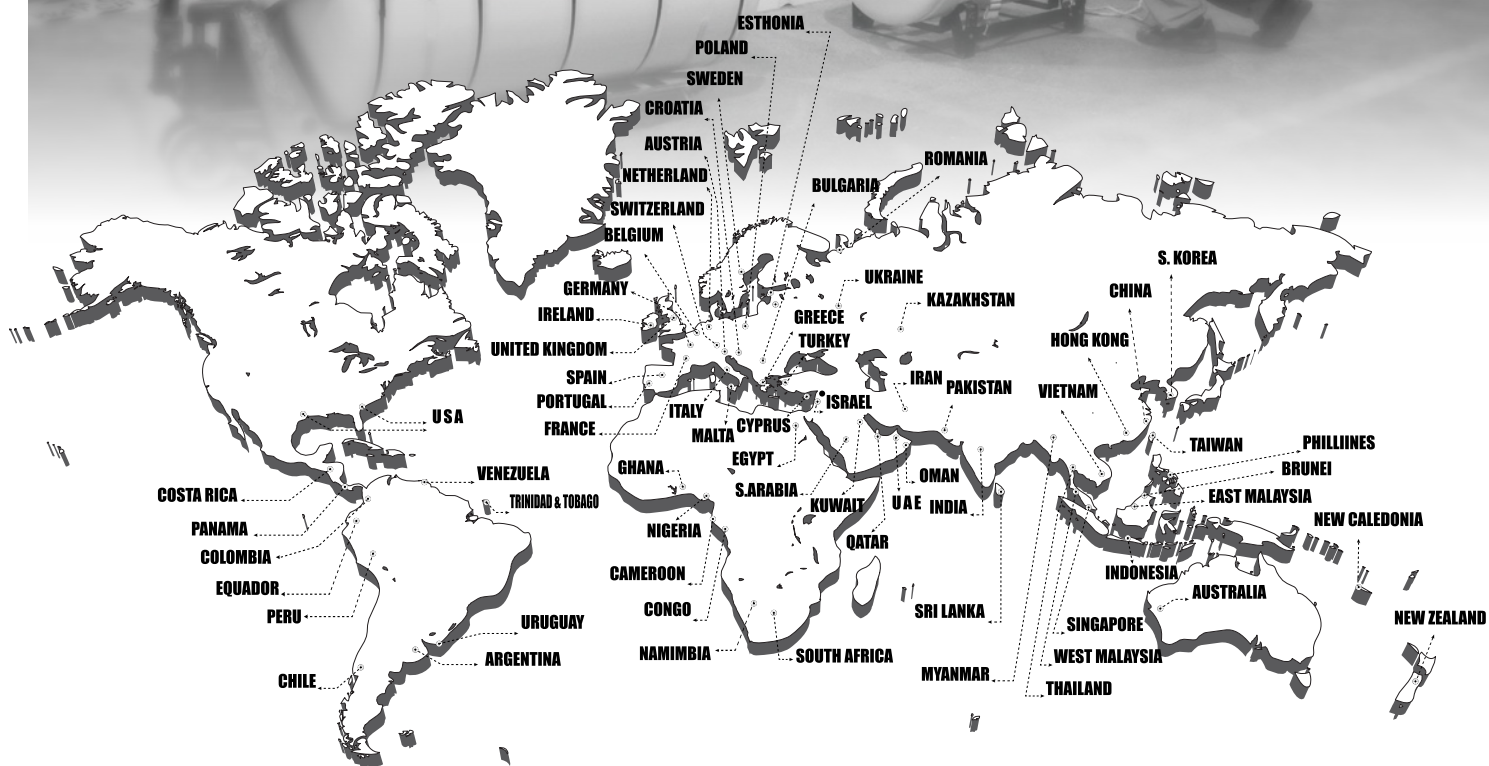 ESTHONIA
POLAND
SWEDEN
CROATIA
AUSTRIA
NETHERLAND
SWITZERLAND
BELGIUM
ROMANIA
BULGARIA
GERMANY
IRELAND
UNITED KINGDOM
SPAIN
PORTUGAL
FRANCE
ITALY
MALTA
CYPRUS
EGYPT
UKRAINE
KAZAKHSTAN
GREECE
TURKEY
IRAN
PAKISTAN
ISRAEL
S. KOREA
CHINA
HONG KONG
VIETNAM
TAIWAN
PHILLIINES
BRUNEI
EAST MALAYSIA
NEW CALEDONIA
USA
VENEZUELA
TRINIDAD & TOBAGO
COSTA RICA
PANAMA
COLOMBIA
EQUADOR
PERU
URUGUAY
ARGENTINA
CHILE
GHANA
NIGERIA
CAMEROON
CONGO
NAMIMBIA
SOUTH AFRICA
S.ARABIA
KUWAIT
UAE
OMAN
INDIA
QATAR
SRI LANKA
MYANMAR
INDONESIA
SINGAPORE
WEST MALAYSIA
THAILAND
AUSTRALIA
NEW ZEALAND